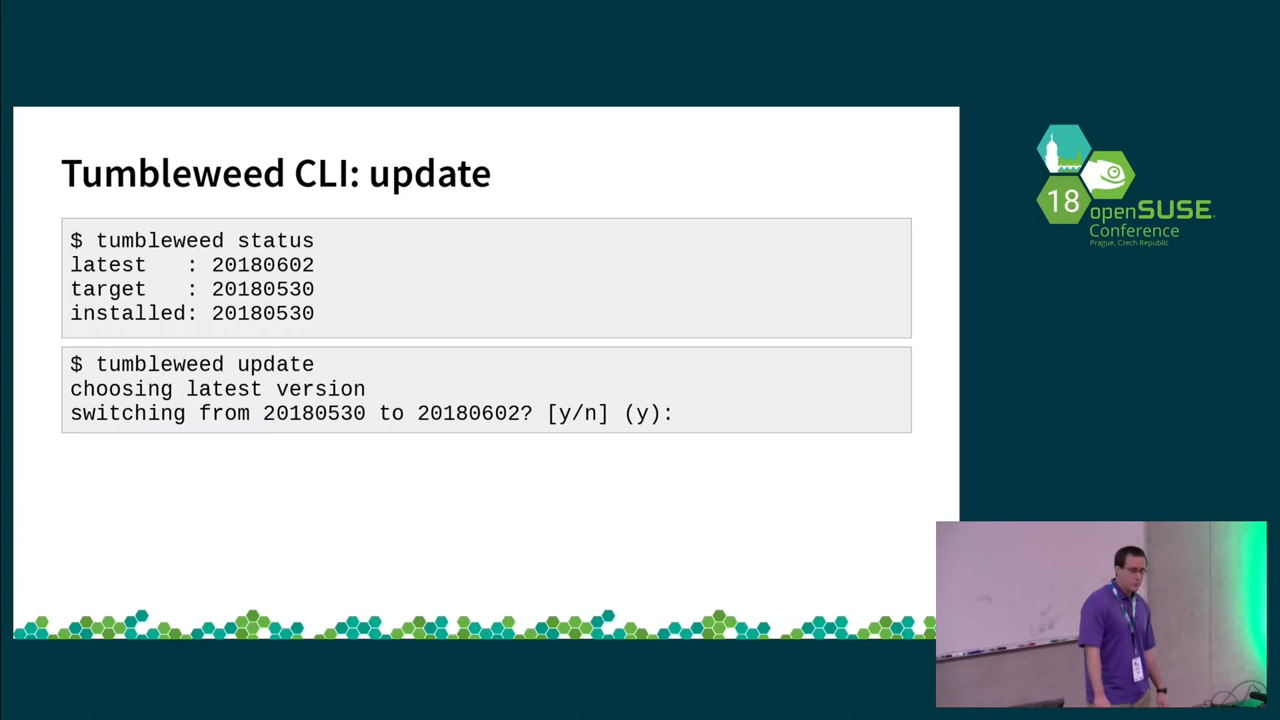 Tumbleweed CLI: update
$ tumbleweed status
latest   : 20180602
target   : 20180530
installed: 20180530
$ tumbleweed update
choosing latest version
switching from 20180530 to 20180602? [y/n] (y):
18
openSUSE
Conference
Prague, Czech Republic